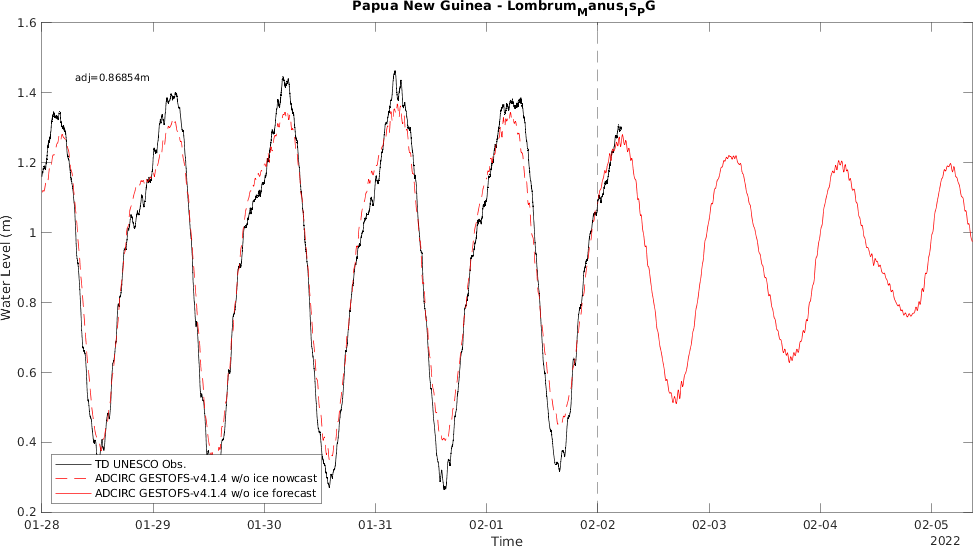 Papua New Guinea - LombrumManusIsPG
adj=0.86854m
1.6
1.4
1.2
1
0.8
0.6
0.4
0.2
Water Level (m)
TD UNESCO Obs.
ADCIRC GESTOFS-v4.1.4 w/o ice nowcast
ADCIRC GESTOFS-v4.1.4 w/o ice forecast
01-28 01-29 01-30 01-31 02-01 02-02 02-03 02-04 02-05
Time
2022